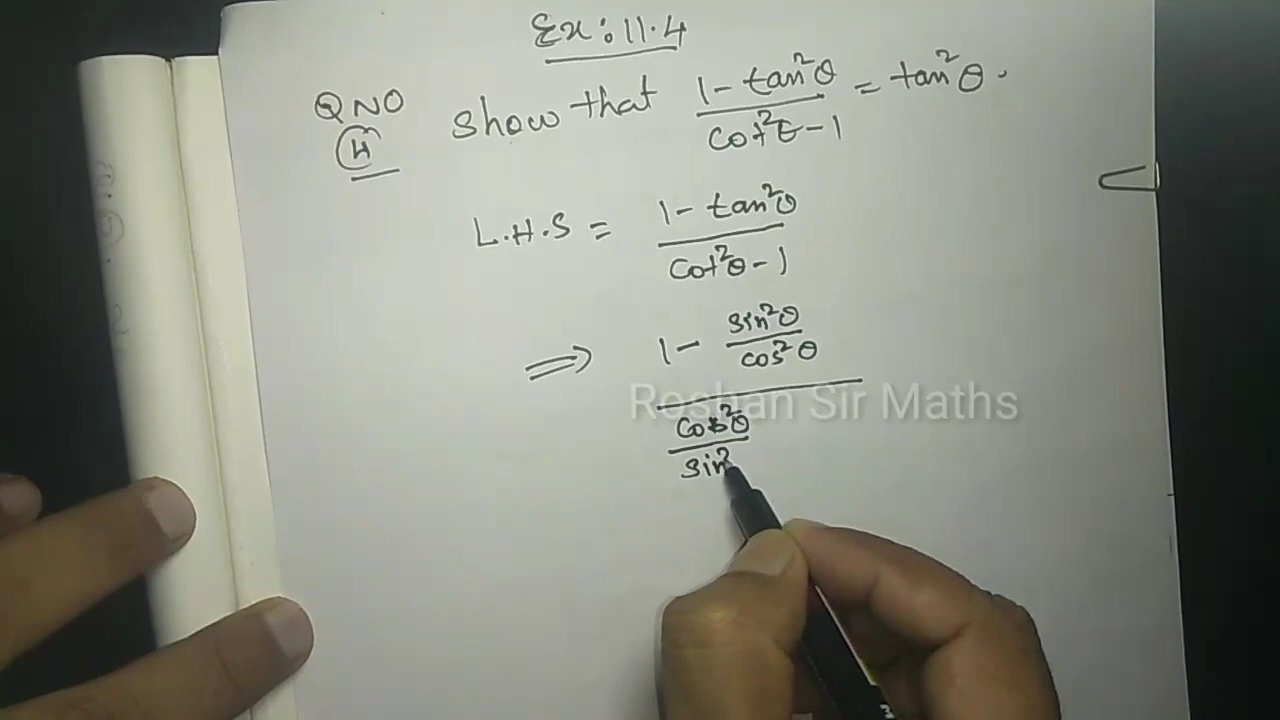 Ex: 11.4
Q NO 4 show that (1 - tan²θ)/(cot²θ - 1) = tan²θ.
L.H.S = (1 - tan²θ)/(cot²θ - 1)
⇒ (1 - sin²θ/cos²θ)/(cos²θ/sin²
Roshan Sir Maths